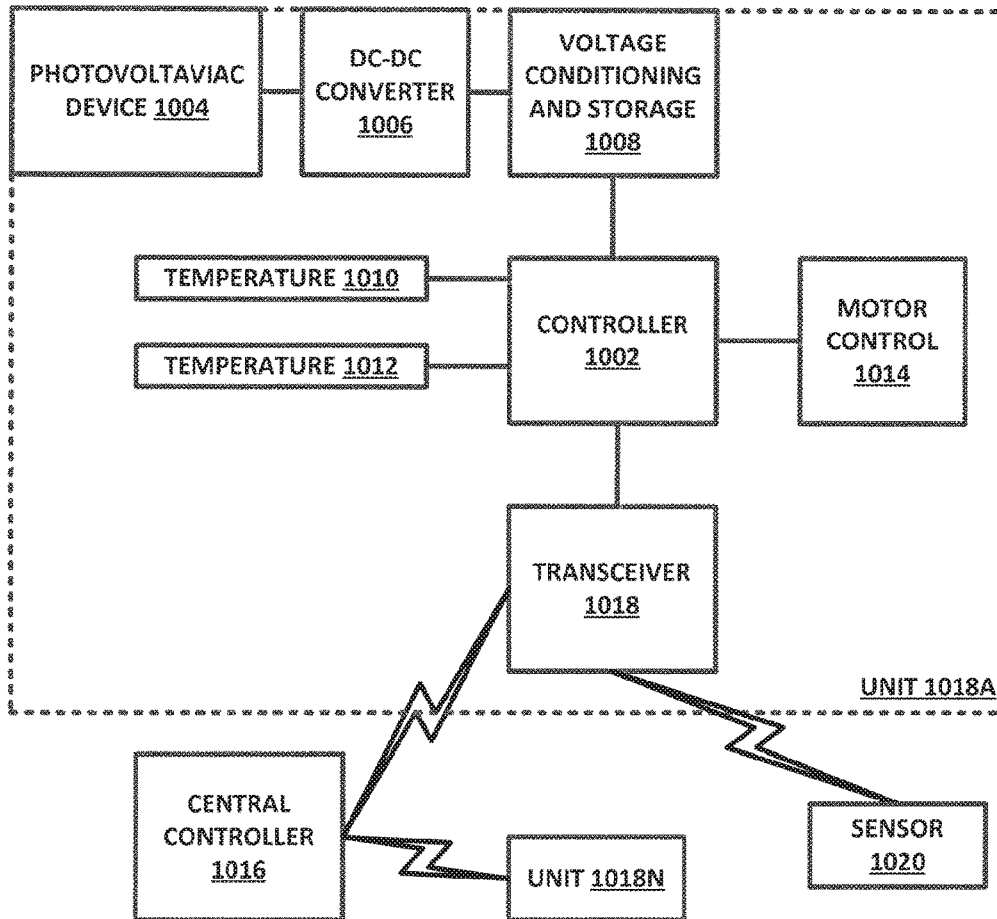 PHOTOVOLTAVIAC
DEVICE 1004
DC-DC
CONVERTER
1006
VOLTAGE
CONDITIONING
AND STORAGE
1008
TEMPERATURE 1010
TEMPERATURE 1012
CONTROLLER
1002
MOTOR
CONTROL
1014
TRANSCEIVER
1018
UNIT 1018A
CENTRAL
CONTROLLER
1016
UNIT 1018N
SENSOR
1020